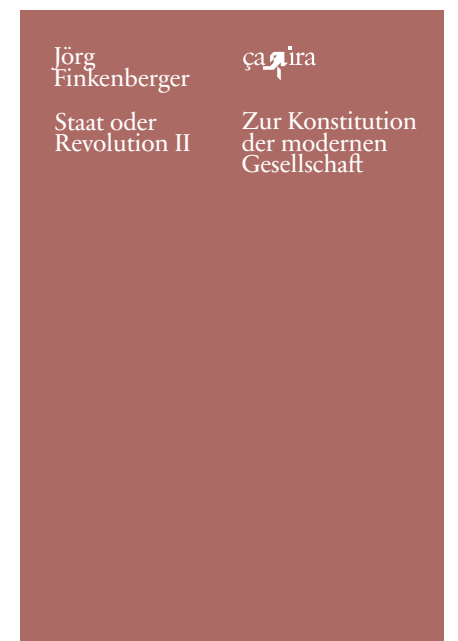 Jörg
Finkenberger
ça ira
Staat oder
Revolution II
Zur Konstitution
der modernen
Gesellschaft